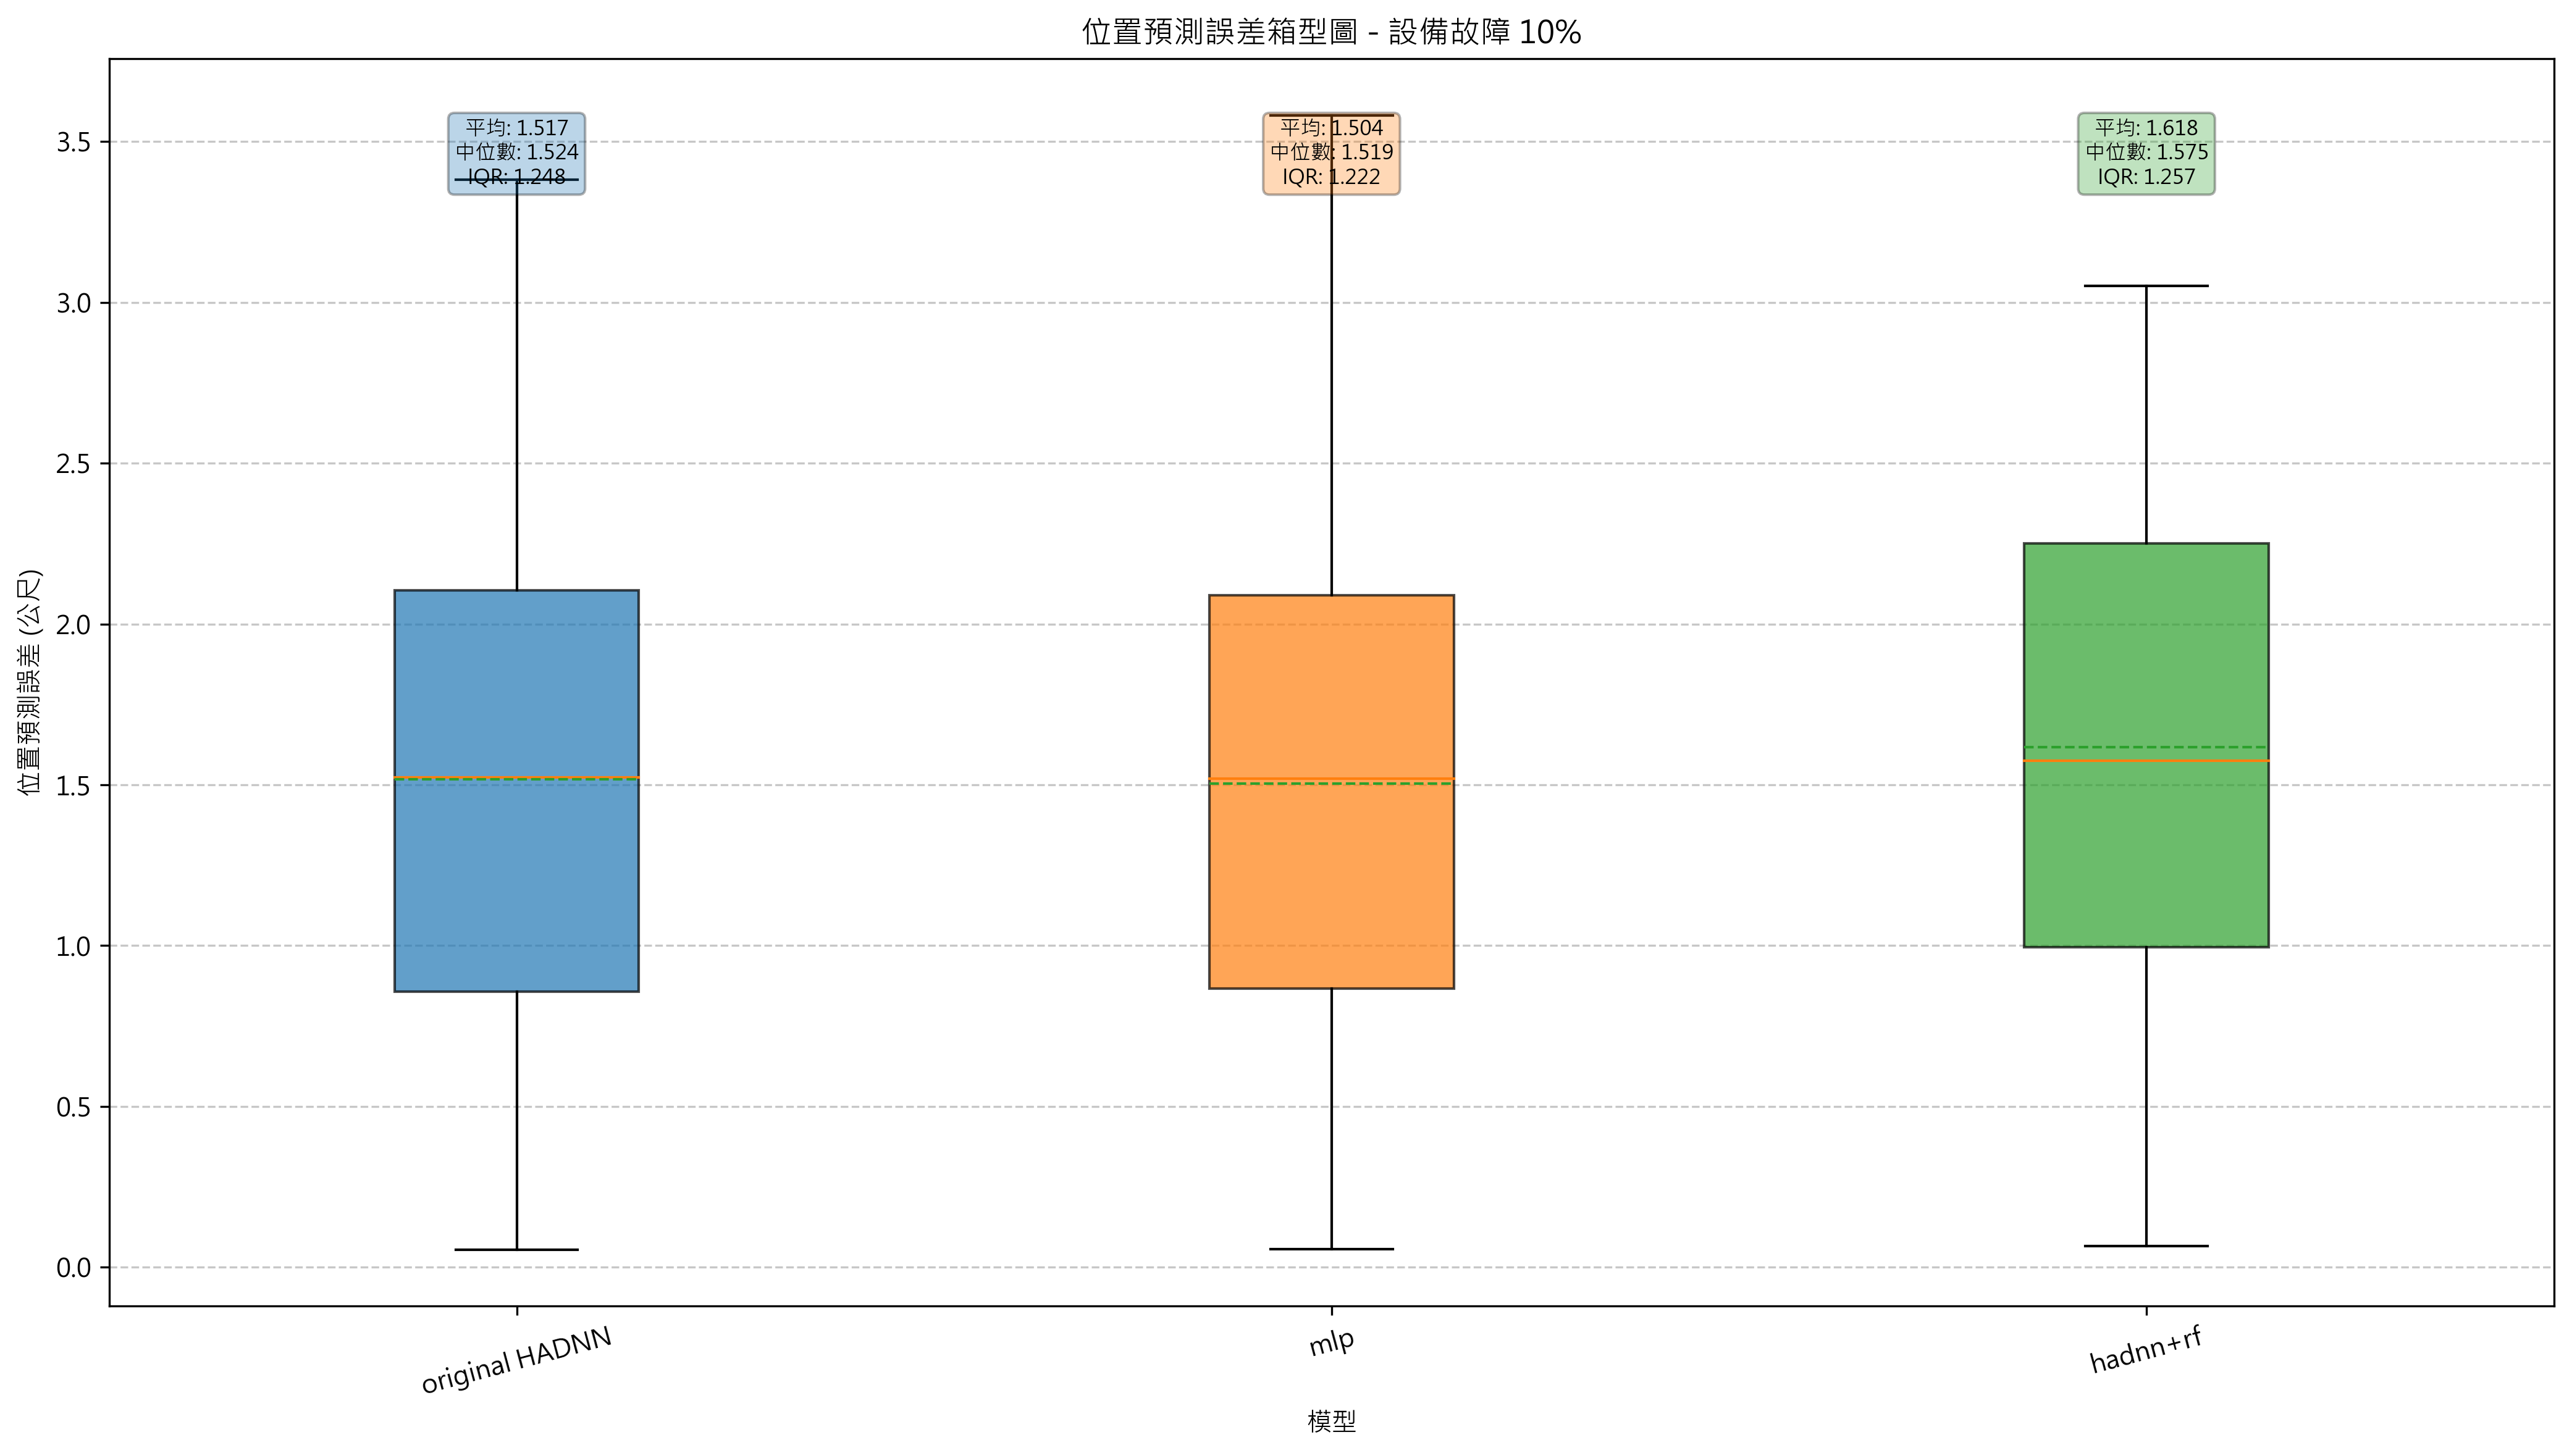 位置預測誤差箱型圖 - 設備故障 10%
平均: 1.517
中位數: 1.524
IQR: 1.248
平均: 1.504
中位數: 1.519
IQR: 1.222
平均: 1.618
中位數: 1.575
IQR: 1.257
位置預測誤差 (公尺)
3.5
3.0
2.5
2.0
1.5
1.0
0.5
0.0
original HADNN
mlp
hadnn+rf
模型